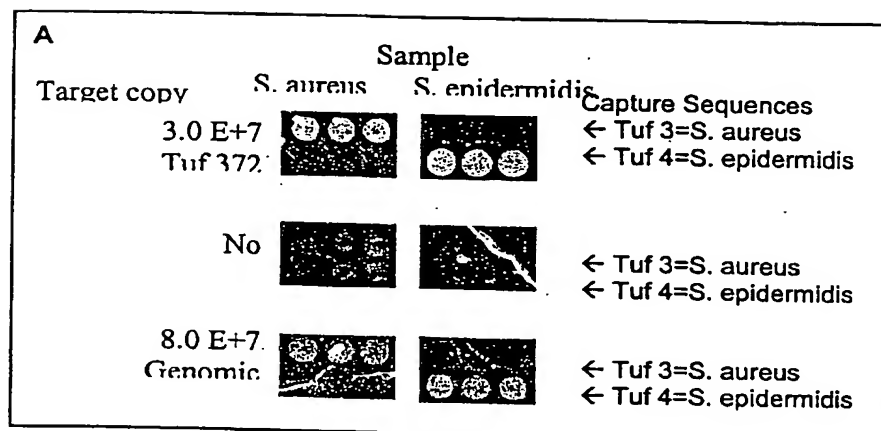 A
Sample
S. aureus S. epidermidis
Target copy
Capture Sequences
3.0 E+7 ← Tuf 3=S. aureus
Tuf 372 ← Tuf 4=S. epidermidis
No ← Tuf 3=S. aureus
← Tuf 4=S. epidermidis
8.0 E+7 ← Tuf 3=S. aureus
Genomic ← Tuf 4=S. epidermidis